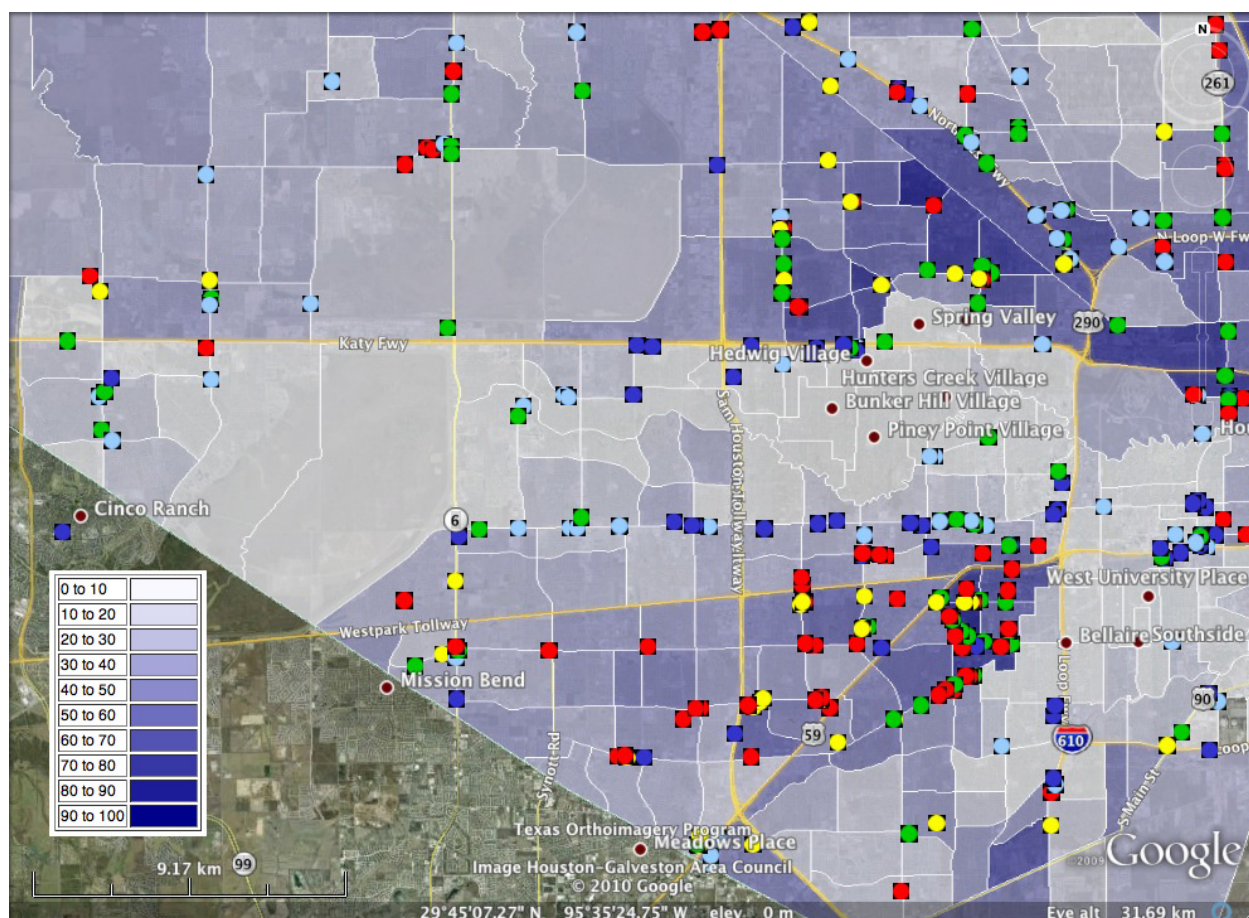 N
261
Northwest Fwy
N Loop W Fw
290
Spring Valley
Katy Fwy
Hedwig Village
Hunters Creek Village
Bunker Hill Village
Piney Point Village
Sam Houston Tollway
Hou
Cinco Ranch
6
0 to 10
10 to 20
20 to 30
30 to 40
40 to 50
50 to 60
60 to 70
70 to 80
80 to 90
90 to 100
West University Place
Westpark Tollway
Bellaire
Southside
Mission Bend
Loop Fwy
90
59
610
Loop
Synott Rd
S Main St
Texas Orthoimagery Program
Meadows Place
Image Houston-Galveston Area Council
© 2010 Google
©2009 Google
99
9.17 km
29°45'07.27" N 95°35'24.75" W elev. 0 m Eye alt 31.69 km